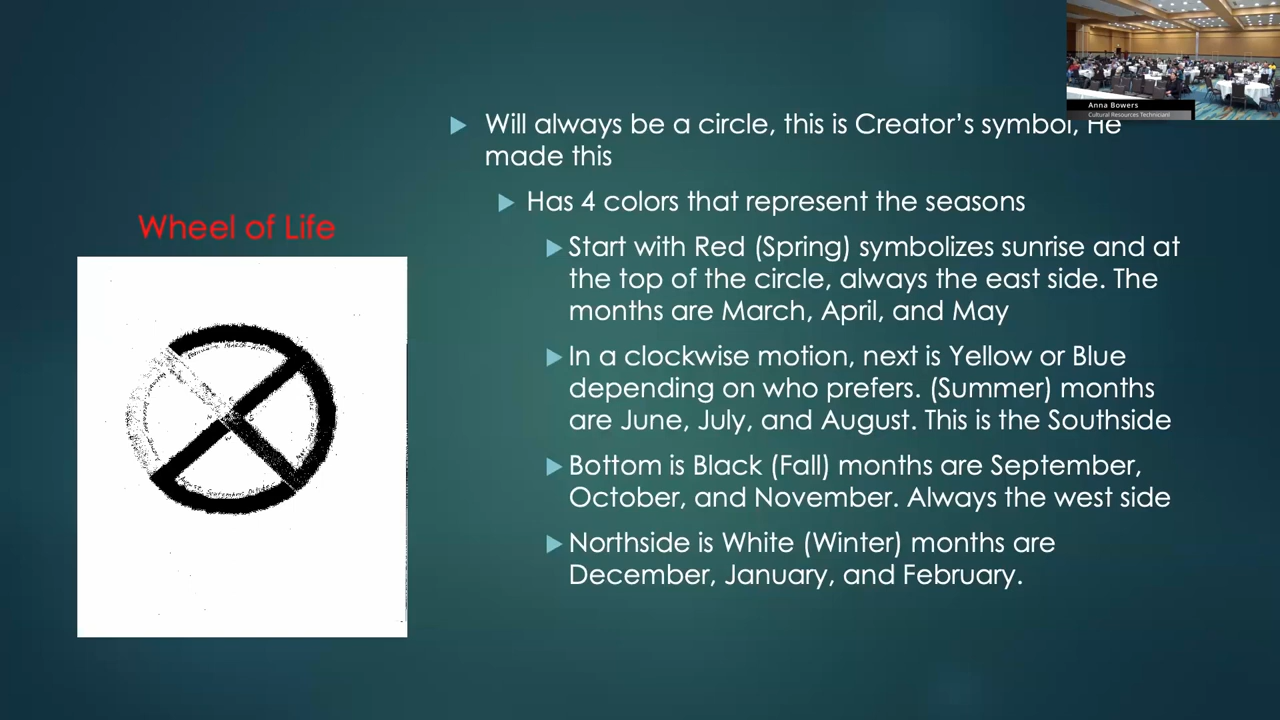 Anna Bowers
Cultural Resources Technician
Will always be a circle, this is Creator's symbol, He
made this
Has 4 colors that represent the seasons
Wheel of Life
Start with Red (Spring) symbolizes sunrise and at
the top of the circle, always the east side. The
months are March, April, and May
In a clockwise motion, next is Yellow or Blue
depending on who prefers. (Summer) months
are June, July, and August. This is the Southside
Bottom is Black (Fall) months are September,
October, and November. Always the west side
Northside is White (Winter) months are
December, January, and February.